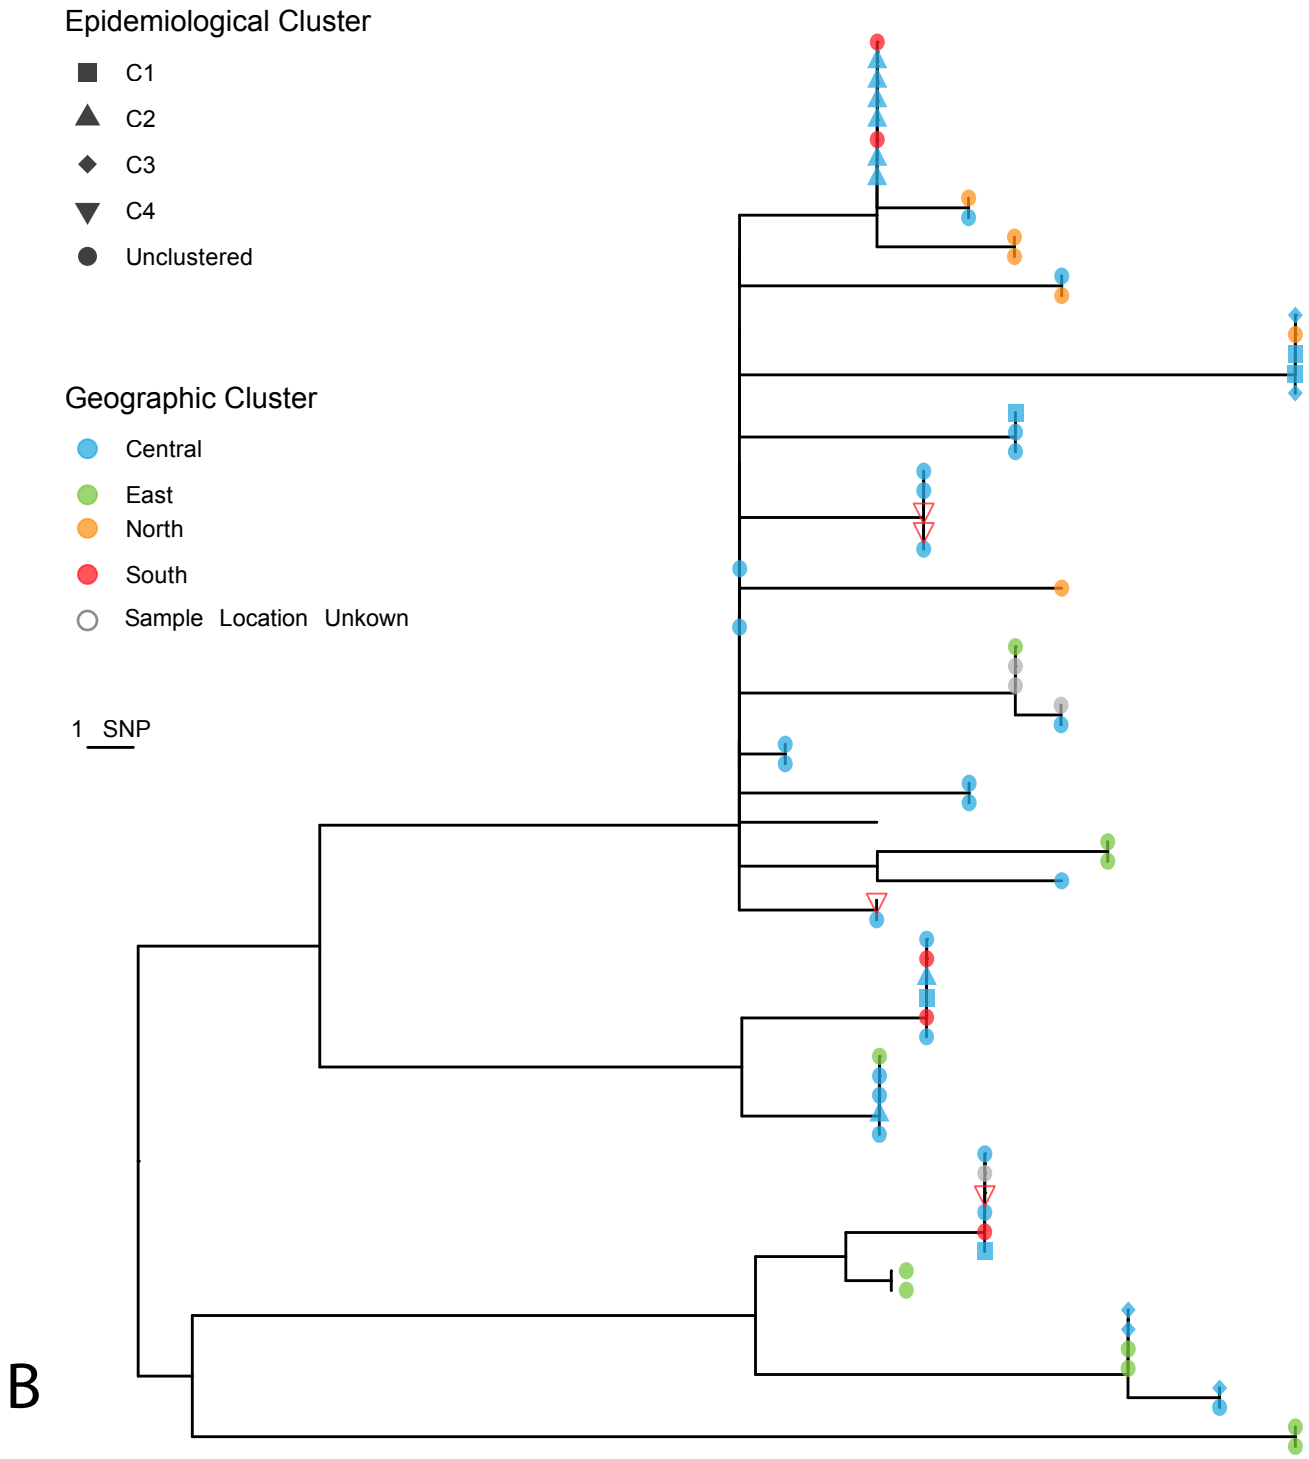 Epidemiological Cluster
C1
C2
C3
C4
Unclustered
Geographic Cluster
Central
East
North
South
Sample Location Unkown
1 SNP
B